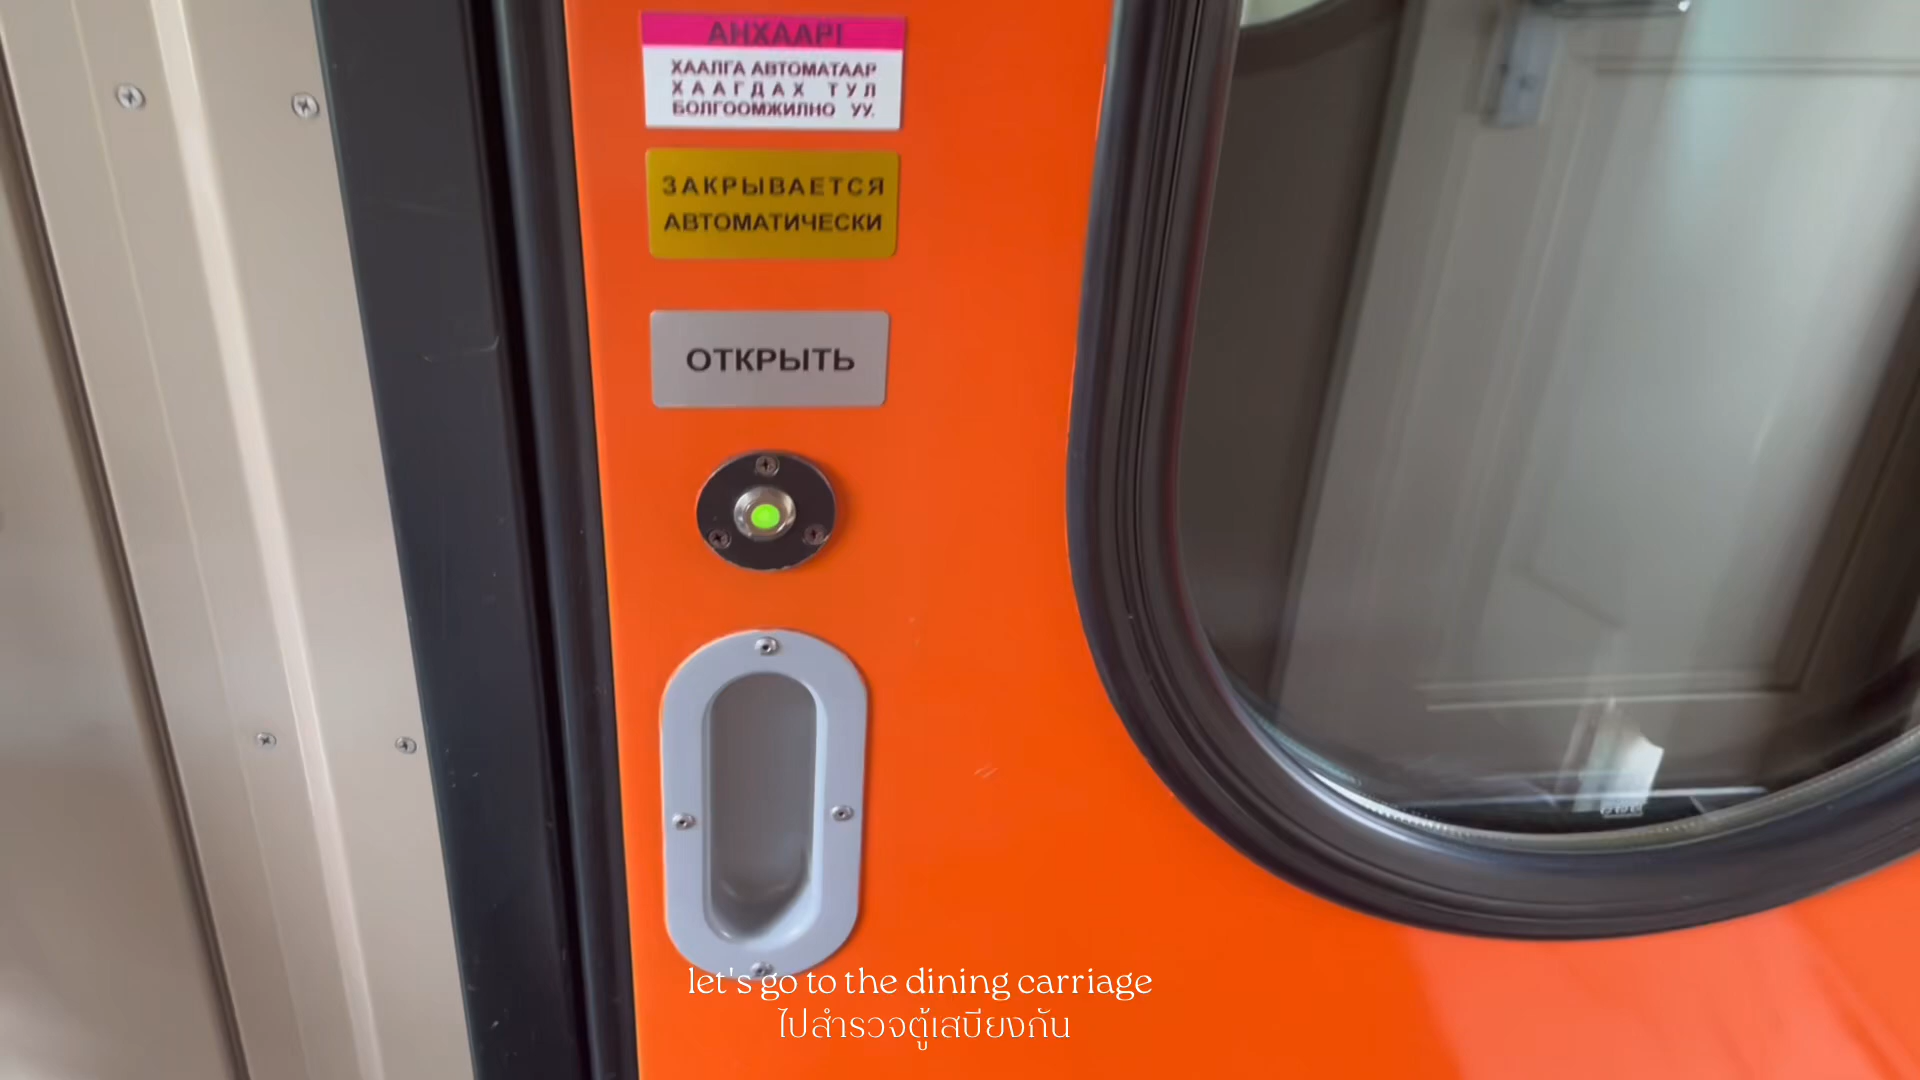 АНХААР!
ХААЛГА АВТОМАТААР
ХААГДАХ ТУЛ
БОЛГООМЖИЛНО УУ.
ЗАКРЫВАЕТСЯ
АВТОМАТИЧЕСКИ
ОТКРЫТЬ
let's go to the dining carriage
ไปสำรวจตู้เสบียงกัน